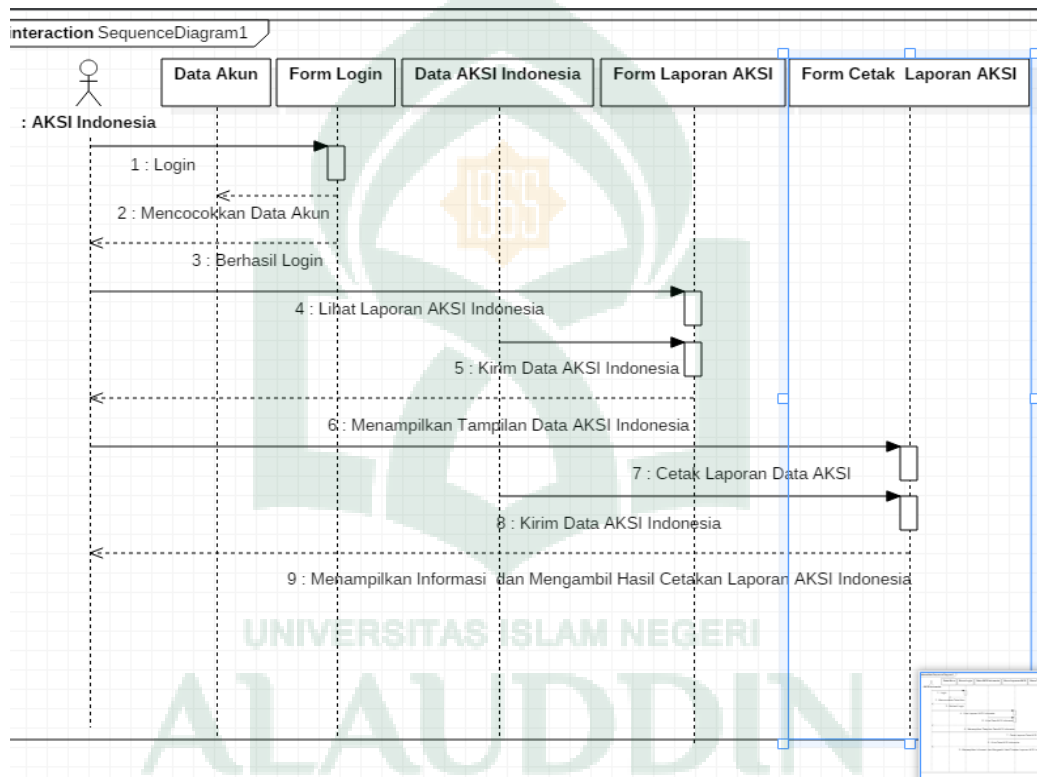 interaction SequenceDiagram1
Data Akun
Form Login
Data AKSI Indonesia
Form Laporan AKSI
Form Cetak  Laporan AKSI
: AKSI Indonesia
1 : Login
2 : Mencocokkan Data Akun
3 : Berhasil Login
4 : Lihat Laporan AKSI Indonesia
5 : Kirim Data AKSI Indonesia
6 : Menampilkan Tampilan Data AKSI Indonesia
7 : Cetak Laporan Data AKSI
8 : Kirim Data AKSI Indonesia
9 : Menampilkan Informasi  dan Mengambil Hasil Cetakan Laporan AKSI Indonesia
1965
UNIVERSITAS ISLAM NEGERI
ALAUDDIN